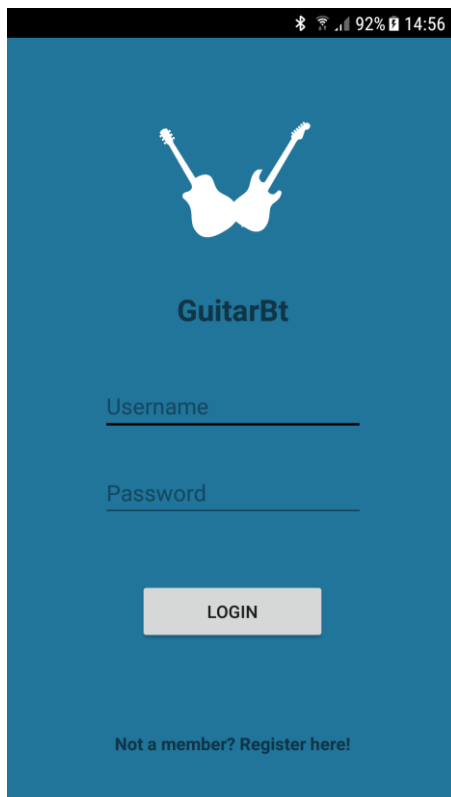 92% 14:56
GuitarBt
Username
Password
LOGIN
Not a member? Register here!